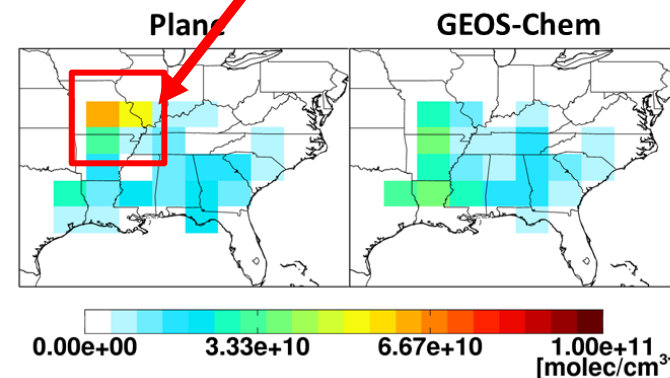 Plane
GEOS-Chem
0.00e+00
3.33e+10
6.67e+10
1.00e+11
[molec/cm³